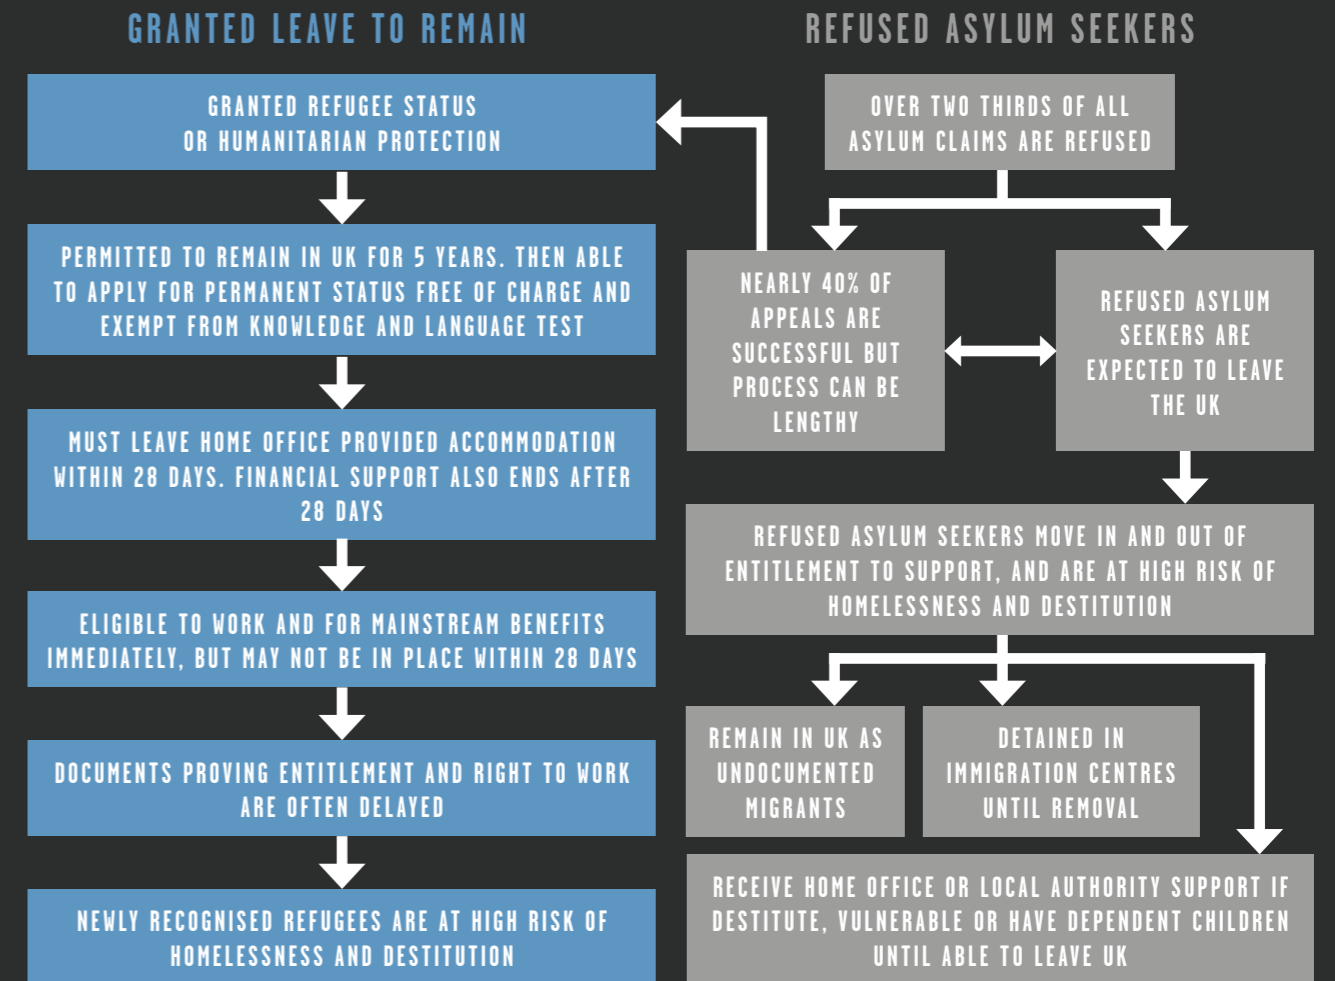 GRANTED LEAVE TO REMAIN
GRANTED REFUGEE STATUS
OR HUMANITARIAN PROTECTION
PERMITTED TO REMAIN IN UK FOR 5 YEARS. THEN ABLE
TO APPLY FOR PERMANENT STATUS FREE OF CHARGE AND
EXEMPT FROM KNOWLEDGE AND LANGUAGE TEST
MUST LEAVE HOME OFFICE PROVIDED ACCOMMODATION
WITHIN 28 DAYS. FINANCIAL SUPPORT ALSO ENDS AFTER
28 DAYS
ELIGIBLE TO WORK AND FOR MAINSTREAM BENEFITS
IMMEDIATELY, BUT MAY NOT BE IN PLACE WITHIN 28 DAYS
DOCUMENTS PROVING ENTITLEMENT AND RIGHT TO WORK
ARE OFTEN DELAYED
NEWLY RECOGNISED REFUGEES ARE AT HIGH RISK OF
HOMELESSNESS AND DESTITUTION
REFUSED ASYLUM SEEKERS
OVER TWO THIRDS OF ALL
ASYLUM CLAIMS ARE REFUSED
NEARLY 40% OF
APPEALS ARE
SUCCESSFUL BUT
PROCESS CAN BE
LENGTHY
REFUSED ASYLUM
SEEKERS ARE
EXPECTED TO LEAVE
THE UK
REFUSED ASYLUM SEEKERS MOVE IN AND OUT OF
ENTITLEMENT TO SUPPORT, AND ARE AT HIGH RISK OF
HOMELESSNESS AND DESTITUTION
REMAIN IN UK AS
UNDOCUMENTED
MIGRANTS
DETAINED IN
IMMIGRATION CENTRES
UNTIL REMOVAL
RECEIVE HOME OFFICE OR LOCAL AUTHORITY SUPPORT IF
DESTITUTE, VULNERABLE OR HAVE DEPENDENT CHILDREN
UNTIL ABLE TO LEAVE UK